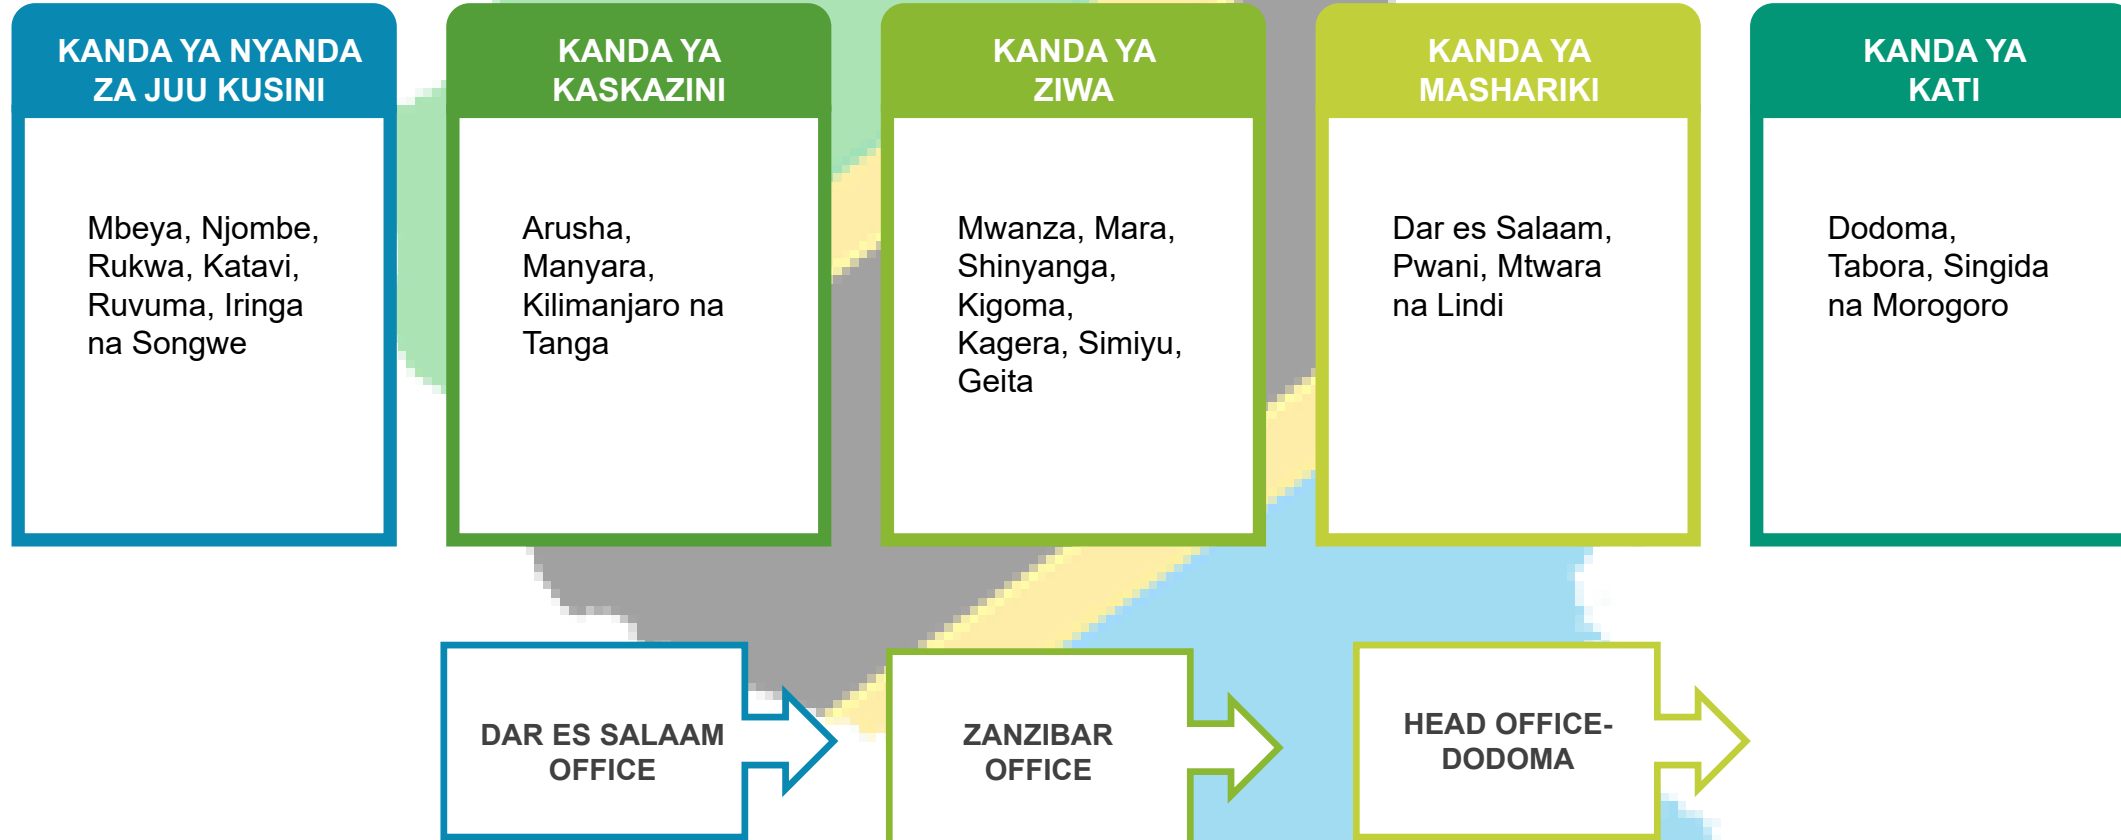 KANDA YA NYANDA
ZA JUU KUSINI
Mbeya, Njombe,
Rukwa, Katavi,
Ruvuma, Iringa
na Songwe
KANDA YA
KASKAZINI
Arusha,
Manyara,
Kilimanjaro na
Tanga
KANDA YA
ZIWA
Mwanza, Mara,
Shinyanga,
Kigoma,
Kagera, Simiyu,
Geita
KANDA YA
MASHARIKI
Dar es Salaam,
Pwani, Mtwara
na Lindi
KANDA YA
KATI
Dodoma,
Tabora, Singida
na Morogoro
DAR ES SALAAM
OFFICE
ZANZIBAR
OFFICE
HEAD OFFICE-
DODOMA